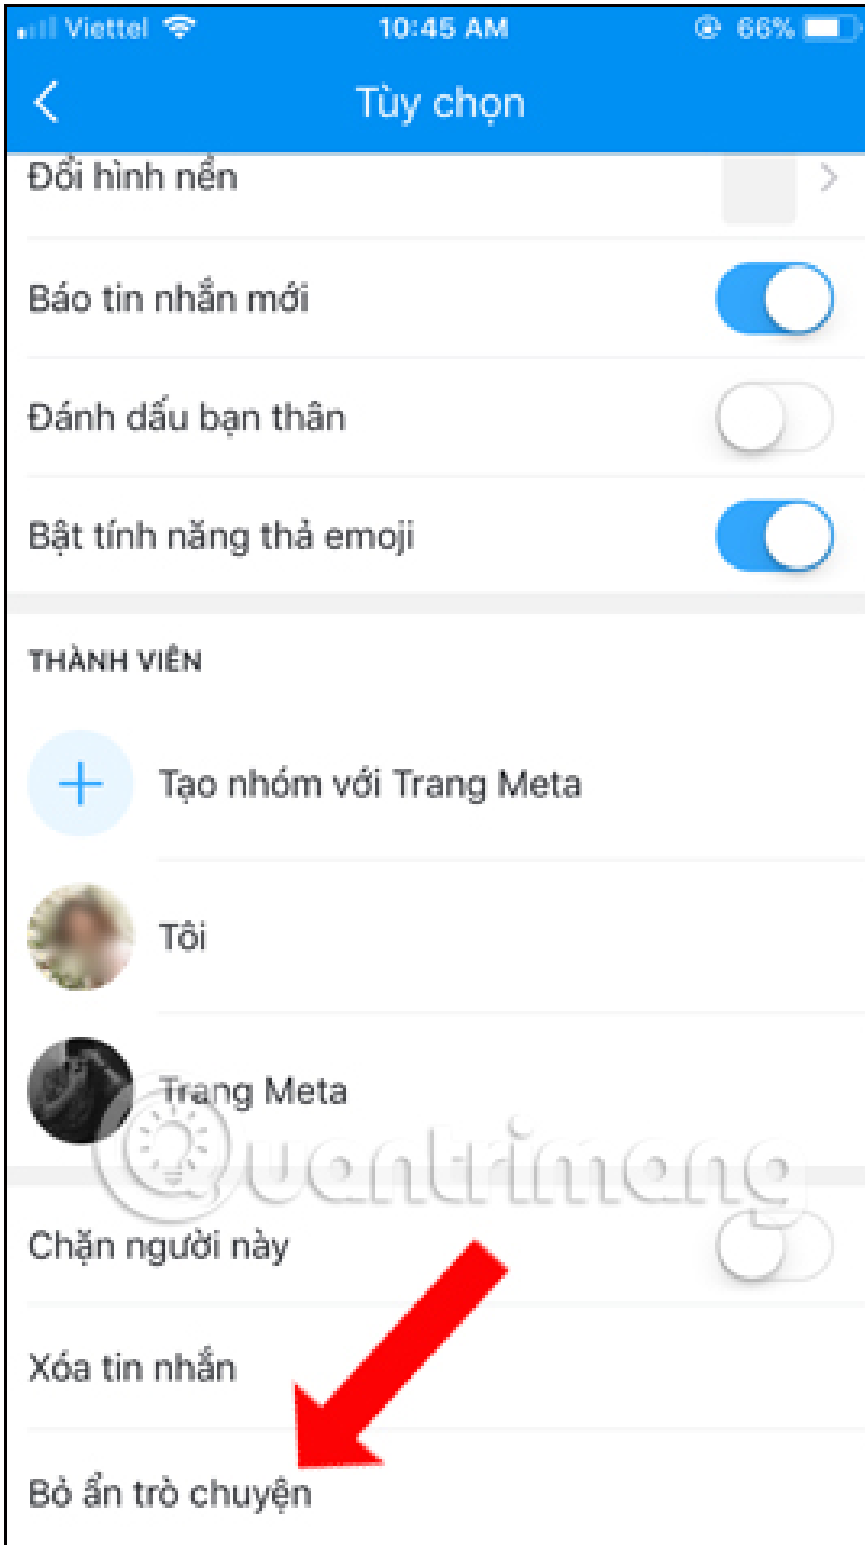 Viettel 10:45 AM 66%
Tùy chọn
Đổi hình nền
Báo tin nhắn mới
Đánh dấu bạn thân
Bật tính năng thả emoji
THÀNH VIÊN
Tạo nhóm với Trang Meta
Tôi
Trang Meta
Quantrimang
Chặn người này
Xóa tin nhắn
Bỏ ẩn trò chuyện